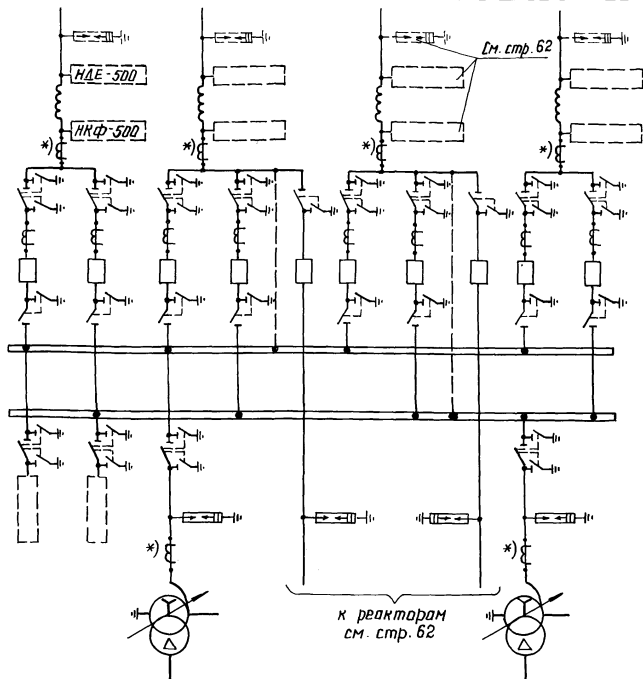 НДЕ-500
См. стр. 62
НКФ-500
*)
*)
*)
*)
*)
*)
к реакторам
см. стр. 62